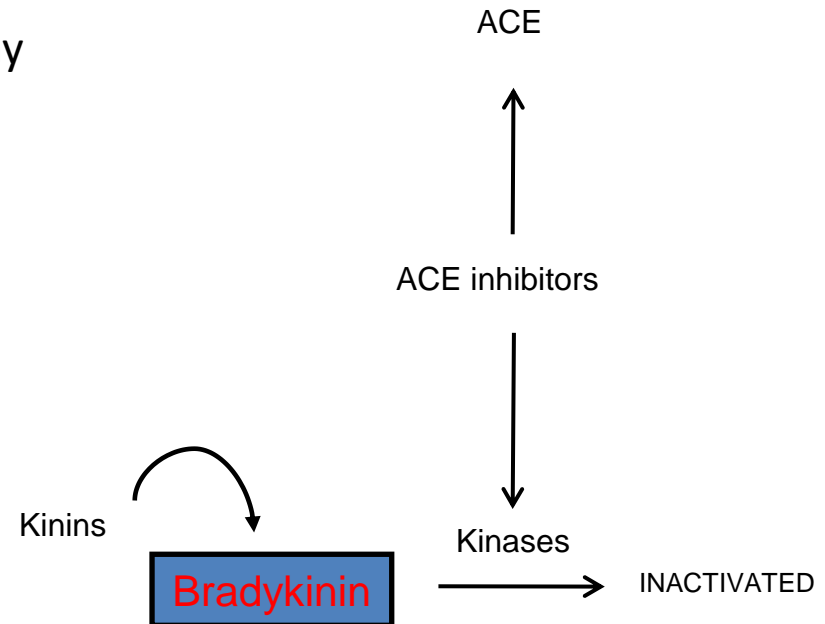 ACE
y
ACE inhibitors
Kinins
Kinases
Bradykinin
INACTIVATED